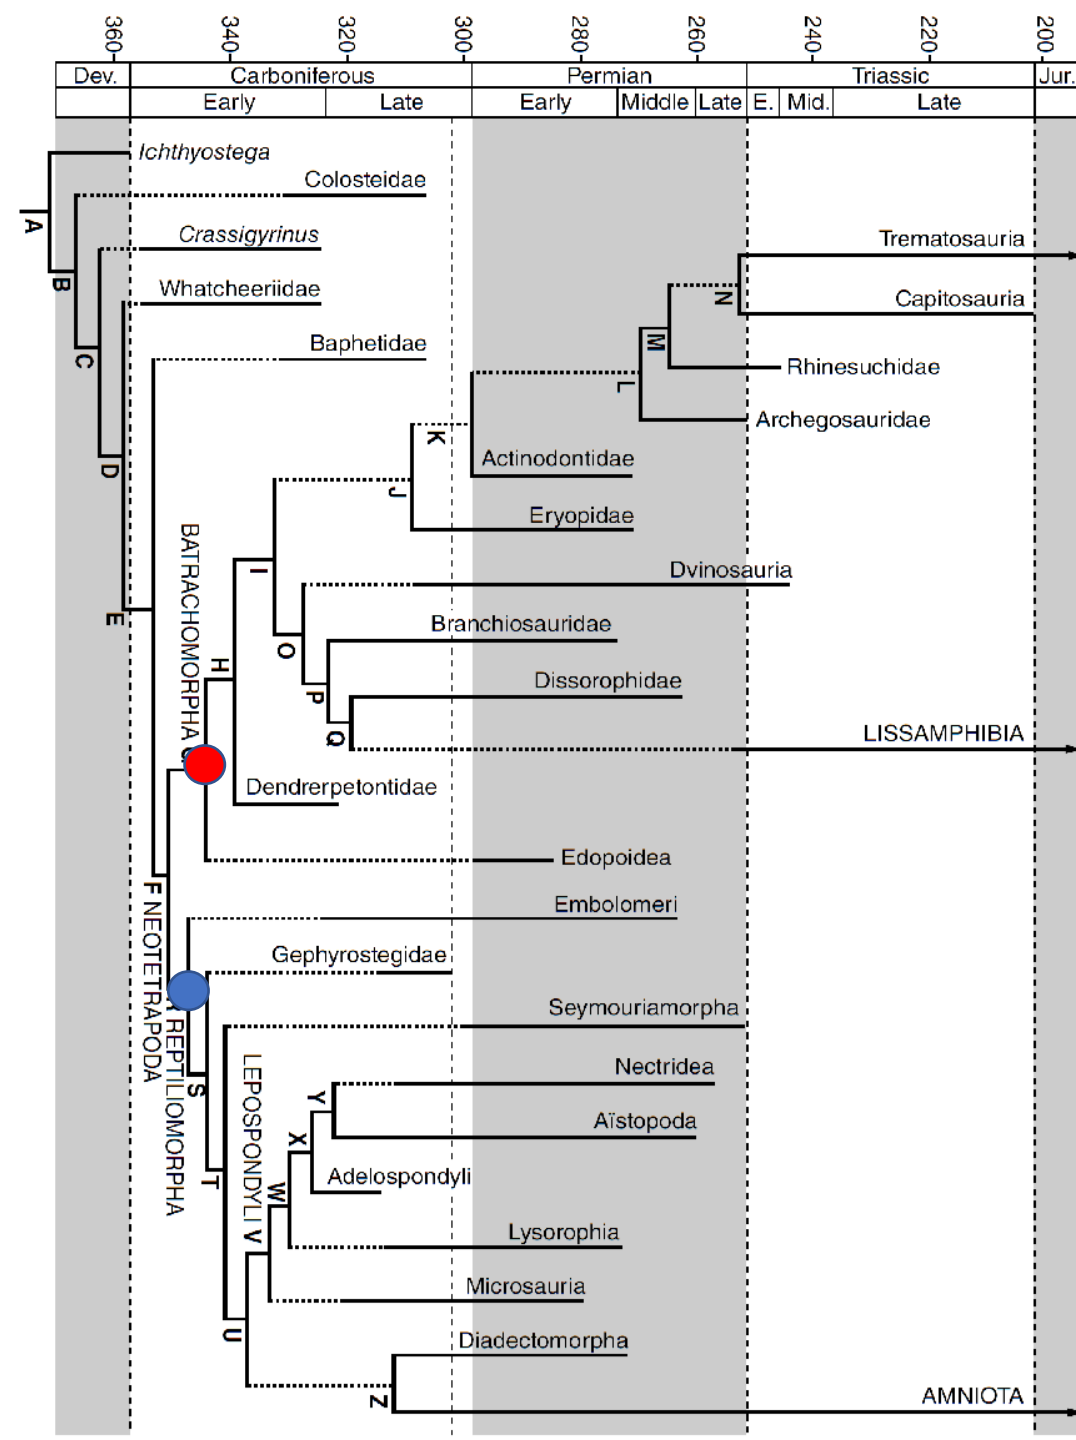 360 340 320 300 280 260 240 220 200
Dev. Carboniferous Permian Triassic Jur.
Early Late Early Middle Late E. Mid. Late
Ichthyostega
Colosteidae
A
Crassigyrinus
Trematosauria
B
Whatcheeriidae
N
Capitosauria
Baphetidae
M
C
Rhinesuchidae
L
Archegosauridae
K
Actinodontidae
D
J
Eryopidae
I
Dvinosauria
E
Branchiosauridae
O
H
Dissorophidae
P
BATRACHOMORPHA
Q
LISSAMPHIBIA
Dendrerpetontidae
Edopoidea
Embolomeri
F NEOTETRAPODA
Gephyrostegidae
Seymouriamorpha
REPTILIOMORPHA
S
Nectridea
Y
Aïstopoda
X
LEPOSPONDYLI V
T
Adelospondyli
W
Lysorophia
Microsauria
U
Diadectomorpha
Z
AMNIOTA